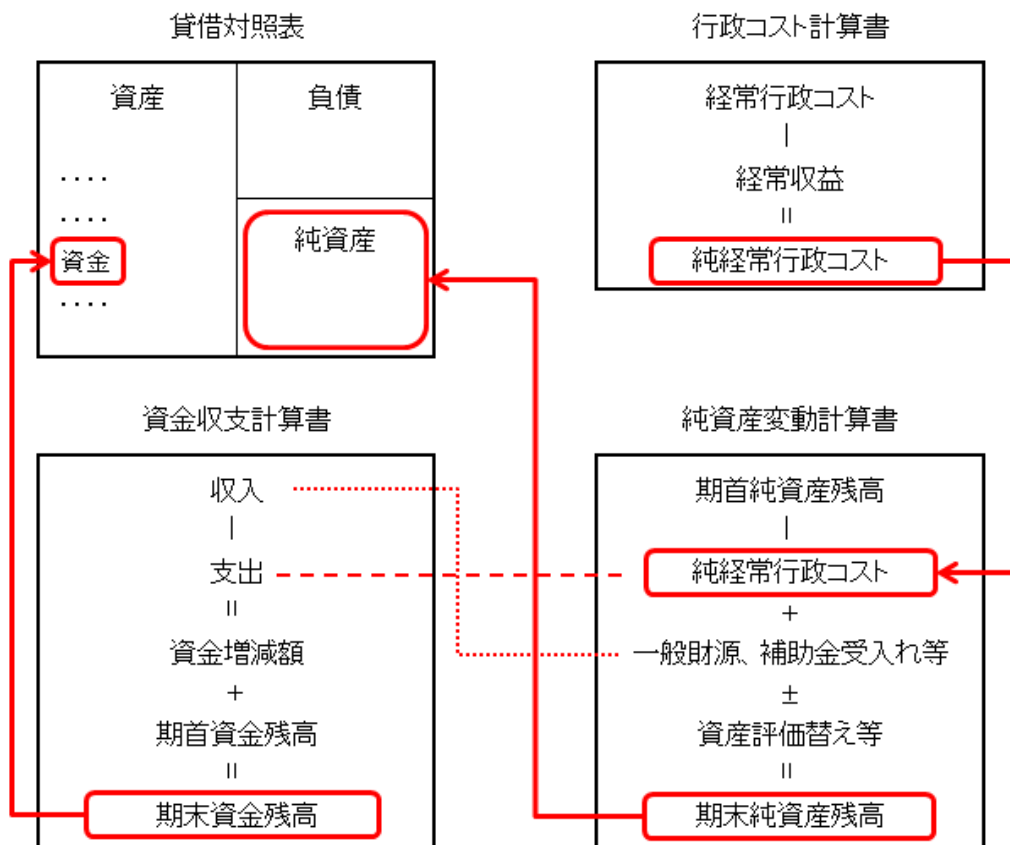 貸借対照表
資産
負債
....
....
資金
....
純資産
行政コスト計算書
経常行政コスト
－
経常収益
＝
純経常行政コスト
資金収支計算書
収入
－
支出
＝
資金増減額
＋
期首資金残高
＝
期末資金残高
純資産変動計算書
期首純資産残高
－
純経常行政コスト
＋
一般財源、補助金受入れ等
±
資産評価替え等
＝
期末純資産残高